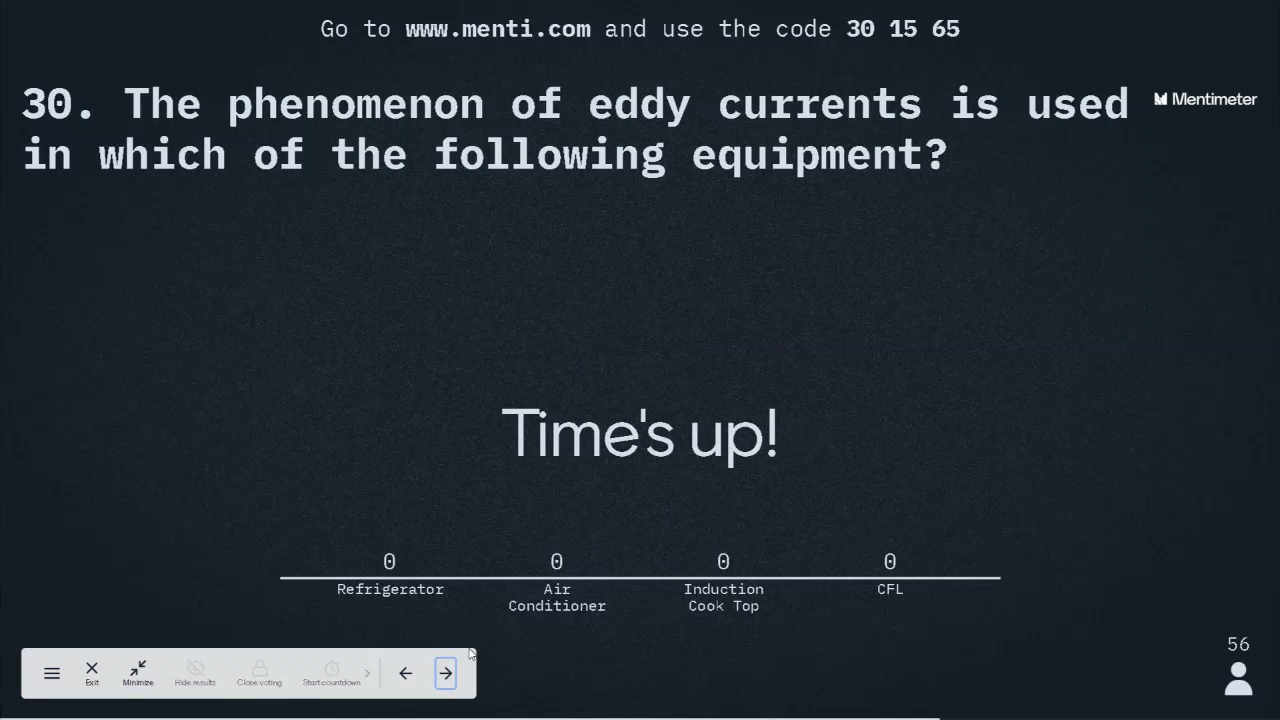 Go to www.menti.com and use the code 30 15 65
30. The phenomenon of eddy currents is used
in which of the following equipment?
Mentimeter
Time's up!
0 0 0 0
Refrigerator Air Induction CFL
Conditioner Cook Top
56
Exit Minimize Hide results Close voting Start countdown